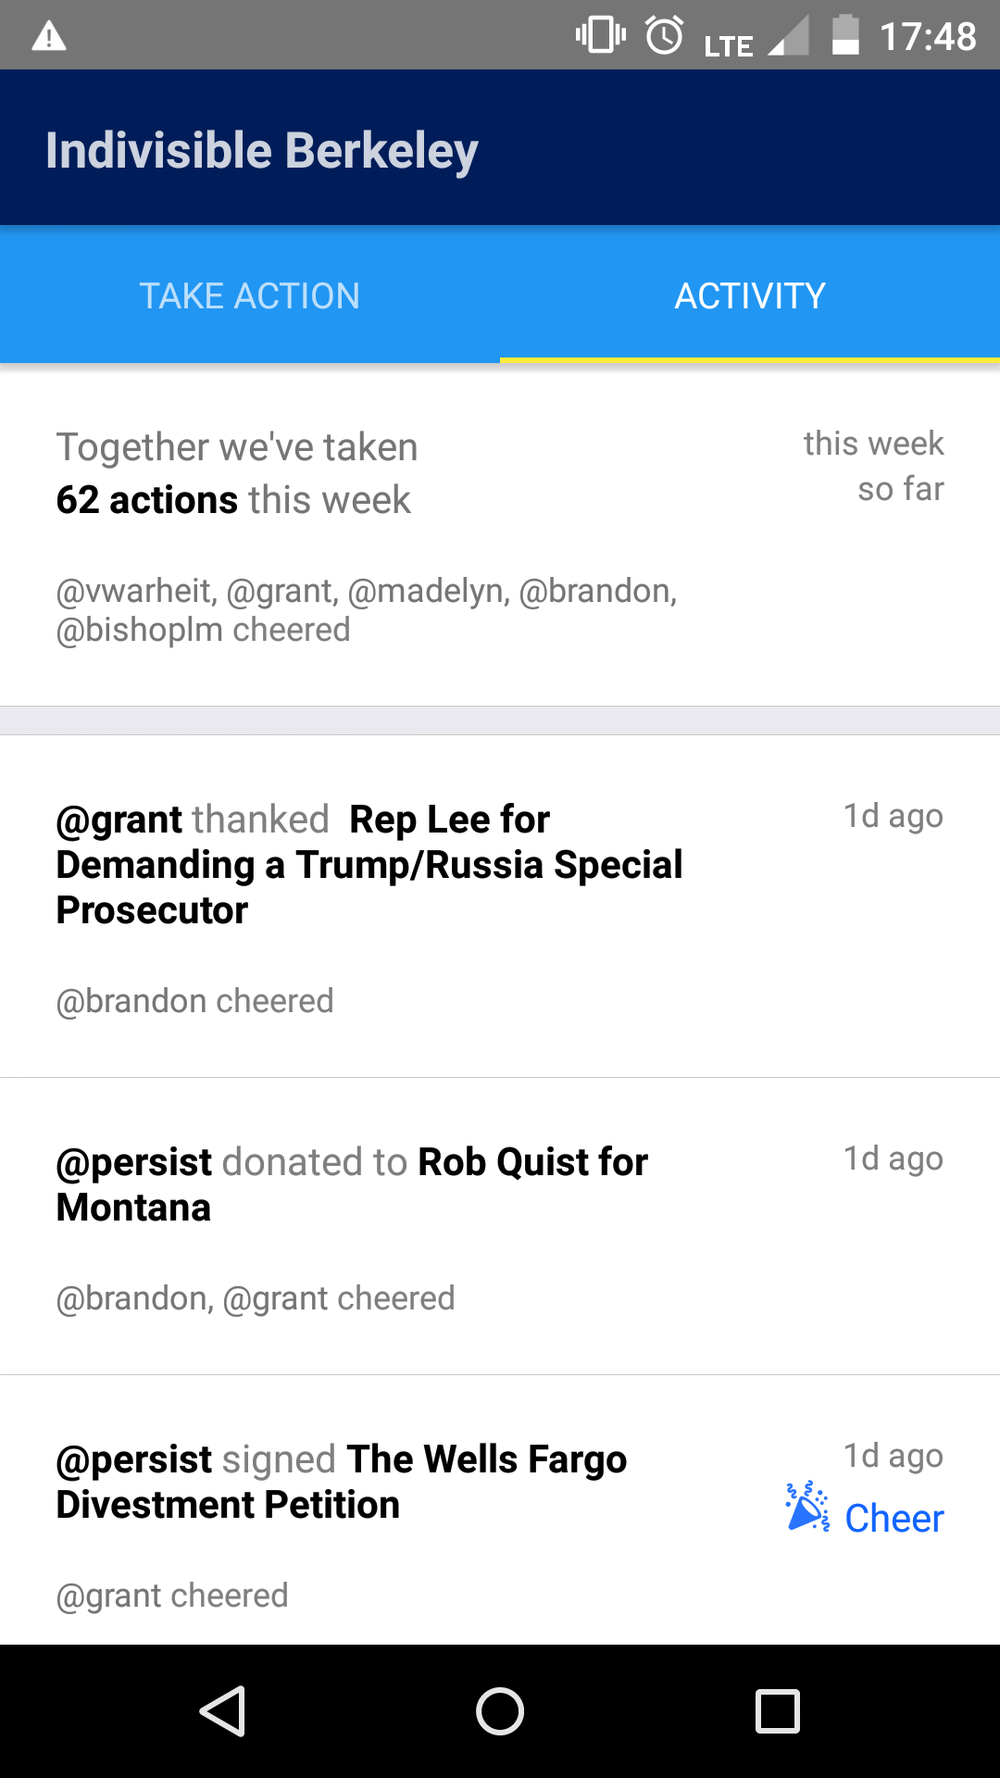 LTE 17:48
Indivisible Berkeley
TAKE ACTION
ACTIVITY
Together we've taken
62 actions this week
this week
so far
@vwarheit, @grant, @madelyn, @brandon,
@bishoplm cheered
@grant thanked  Rep Lee for
Demanding a Trump/Russia Special
Prosecutor
1d ago
@brandon cheered
@persist donated to Rob Quist for
Montana
1d ago
@brandon, @grant cheered
@persist signed The Wells Fargo
Divestment Petition
1d ago
Cheer
@grant cheered